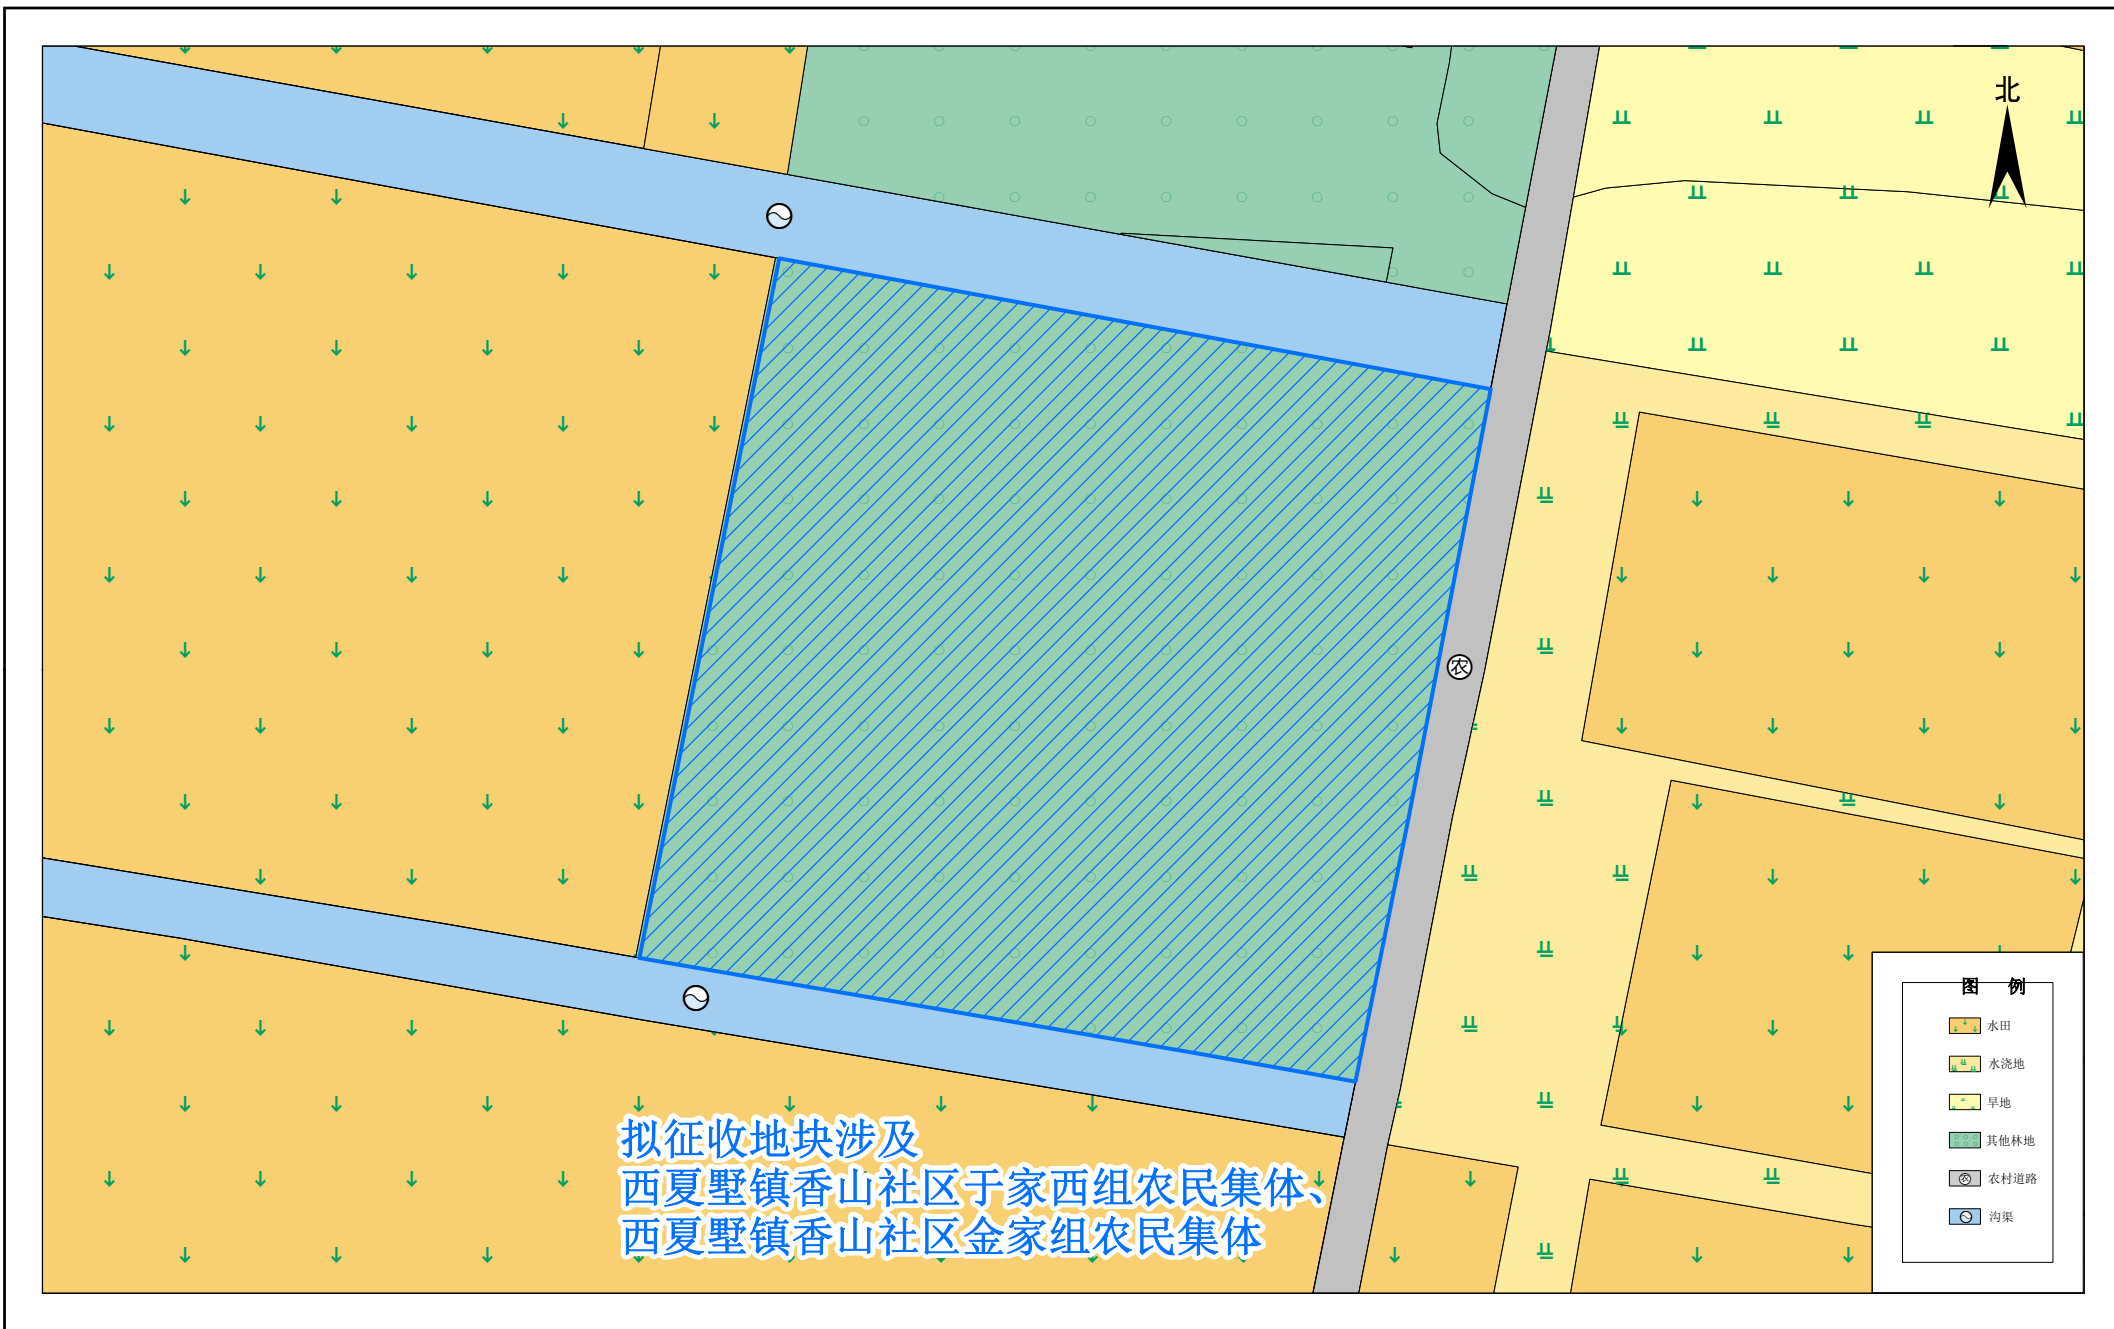 北
农
拟征收地块涉及
西夏墅镇香山社区于家西组农民集体、
西夏墅镇香山社区金家组农民集体
图 例
水田
水浇地
旱地
其他林地
农 农村道路
沟渠